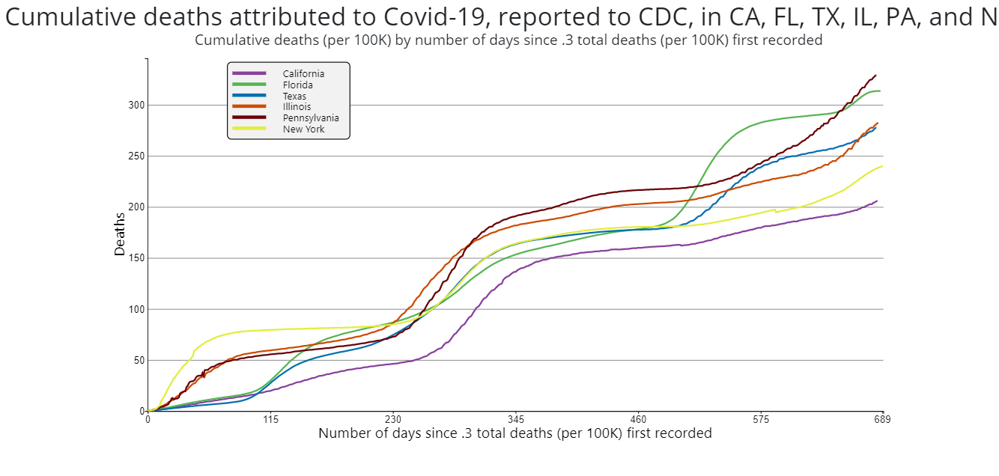 Cumulative deaths attributed to Covid-19, reported to CDC, in CA, FL, TX, IL, PA, and N
Cumulative deaths (per 100K) by number of days since .3 total deaths (per 100K) first recorded
California
Florida
Texas
Illinois
Pennsylvania
New York
300
250
200
150
100
50
0
Deaths
0 115 230 345 460 575 689
Number of days since .3 total deaths (per 100K) first recorded